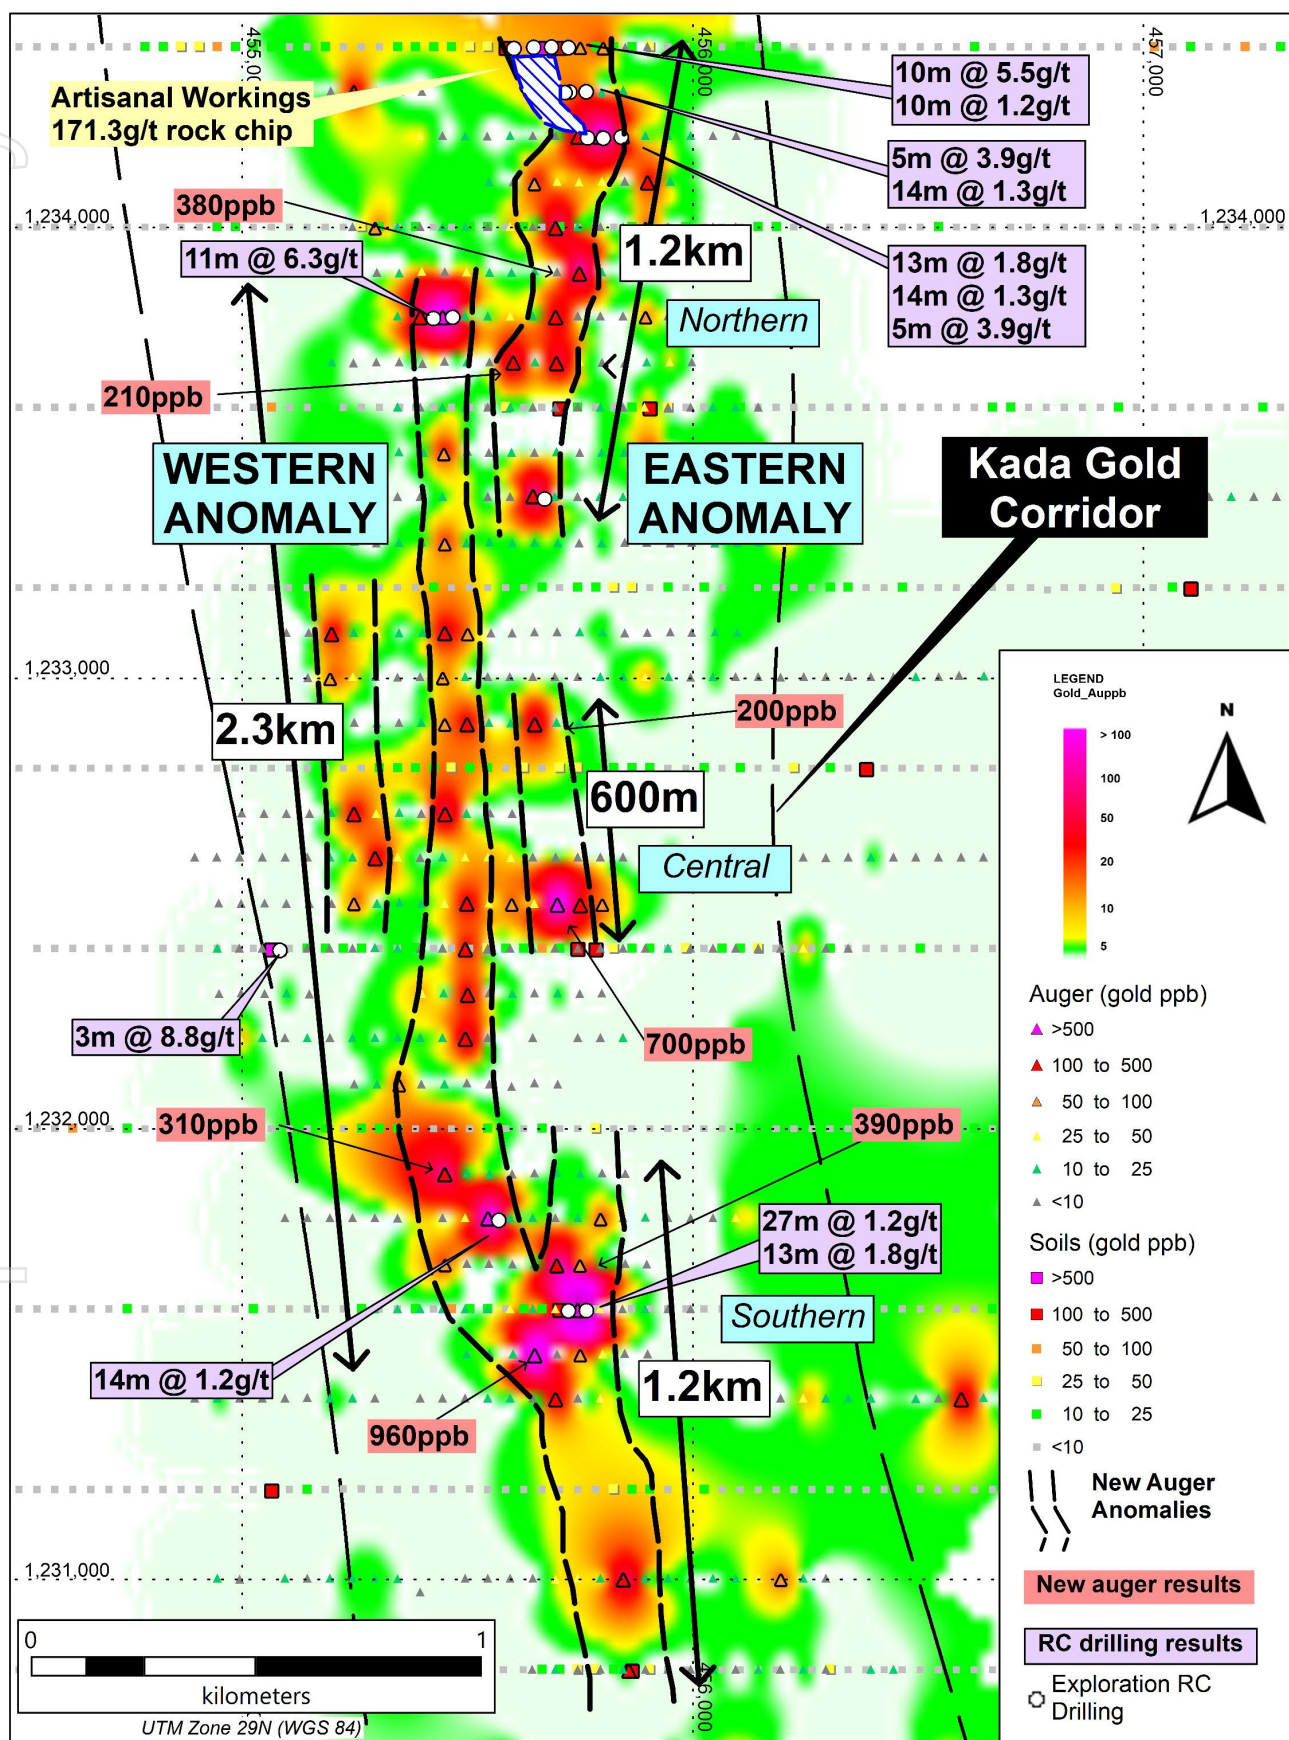 455,0
456,000
457,000
10m @ 5.5g/t
10m @ 1.2g/t
Artisanal Workings
171.3g/t rock chip
5m @ 3.9g/t
14m @ 1.3g/t
380ppb
1,234,000
1,234,000
11m @ 6.3g/t
1.2km
13m @ 1.8g/t
14m @ 1.3g/t
5m @ 3.9g/t
Northern
210ppb
WESTERN
ANOMALY
EASTERN
ANOMALY
Kada Gold
Corridor
1,233,000
2.3km
200ppb
600m
Central
3m @ 8.8g/t
700ppb
310ppb
1,232,000
390ppb
27m @ 1.2g/t
13m @ 1.8g/t
Southern
14m @ 1.2g/t
1.2km
960ppb
1,231,000
456,000
0 1
kilometers
UTM Zone 29N (WGS 84)
LEGEND
Gold_Auppb
N
> 100
100
50
20
10
5
Auger (gold ppb)
>500
100 to 500
50 to 100
25 to 50
10 to 25
<10
Soils (gold ppb)
>500
100 to 500
50 to 100
25 to 50
10 to 25
<10
New Auger
Anomalies
New auger results
RC drilling results
Exploration RC
Drilling